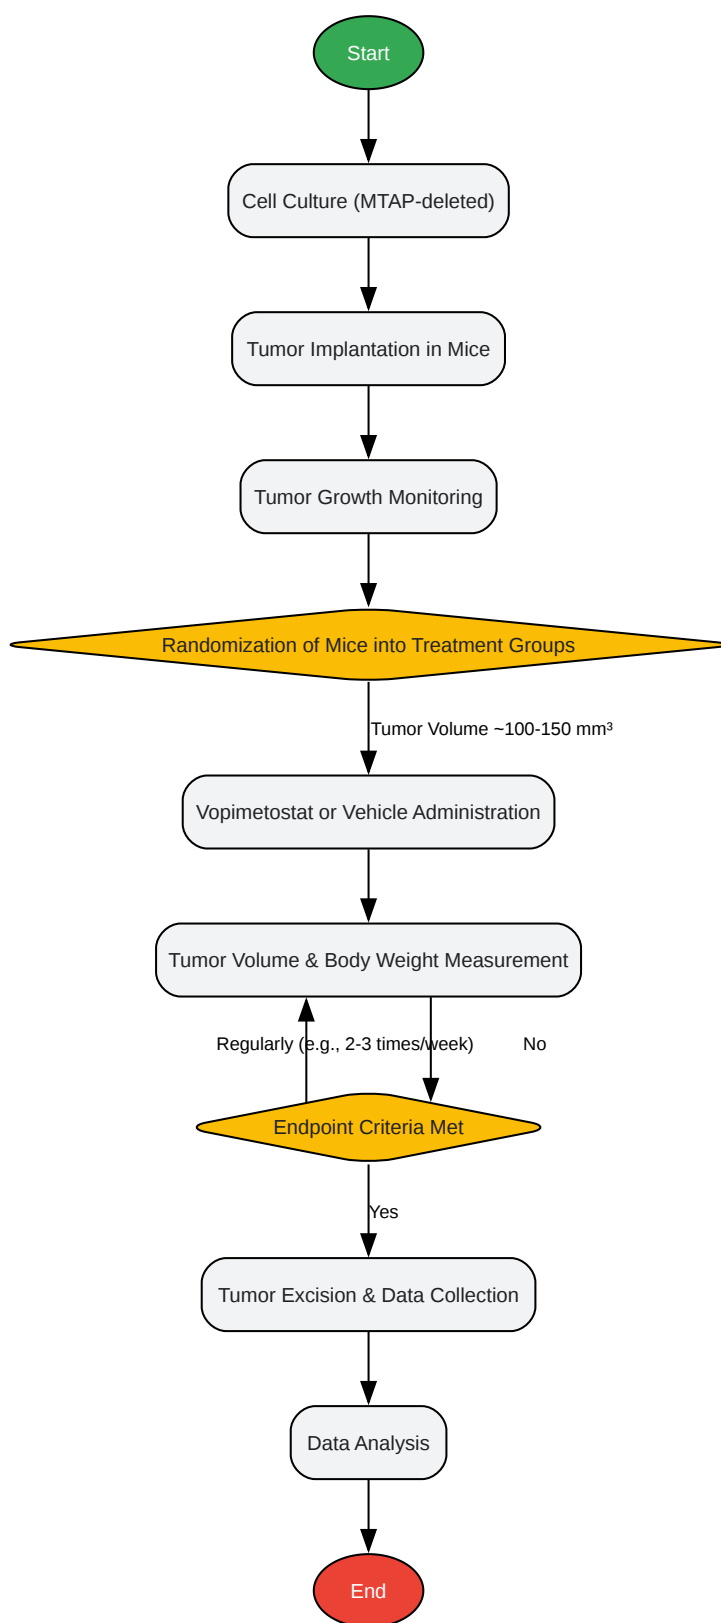 Start
Cell Culture (MTAP-deleted)
Tumor Implantation in Mice
Tumor Growth Monitoring
Randomization of Mice into Treatment Groups
Tumor Volume ~100-150 mm³
Vopimetostat or Vehicle Administration
Tumor Volume & Body Weight Measurement
Regularly (e.g., 2-3 times/week)
No
Endpoint Criteria Met
Yes
Tumor Excision & Data Collection
Data Analysis
End